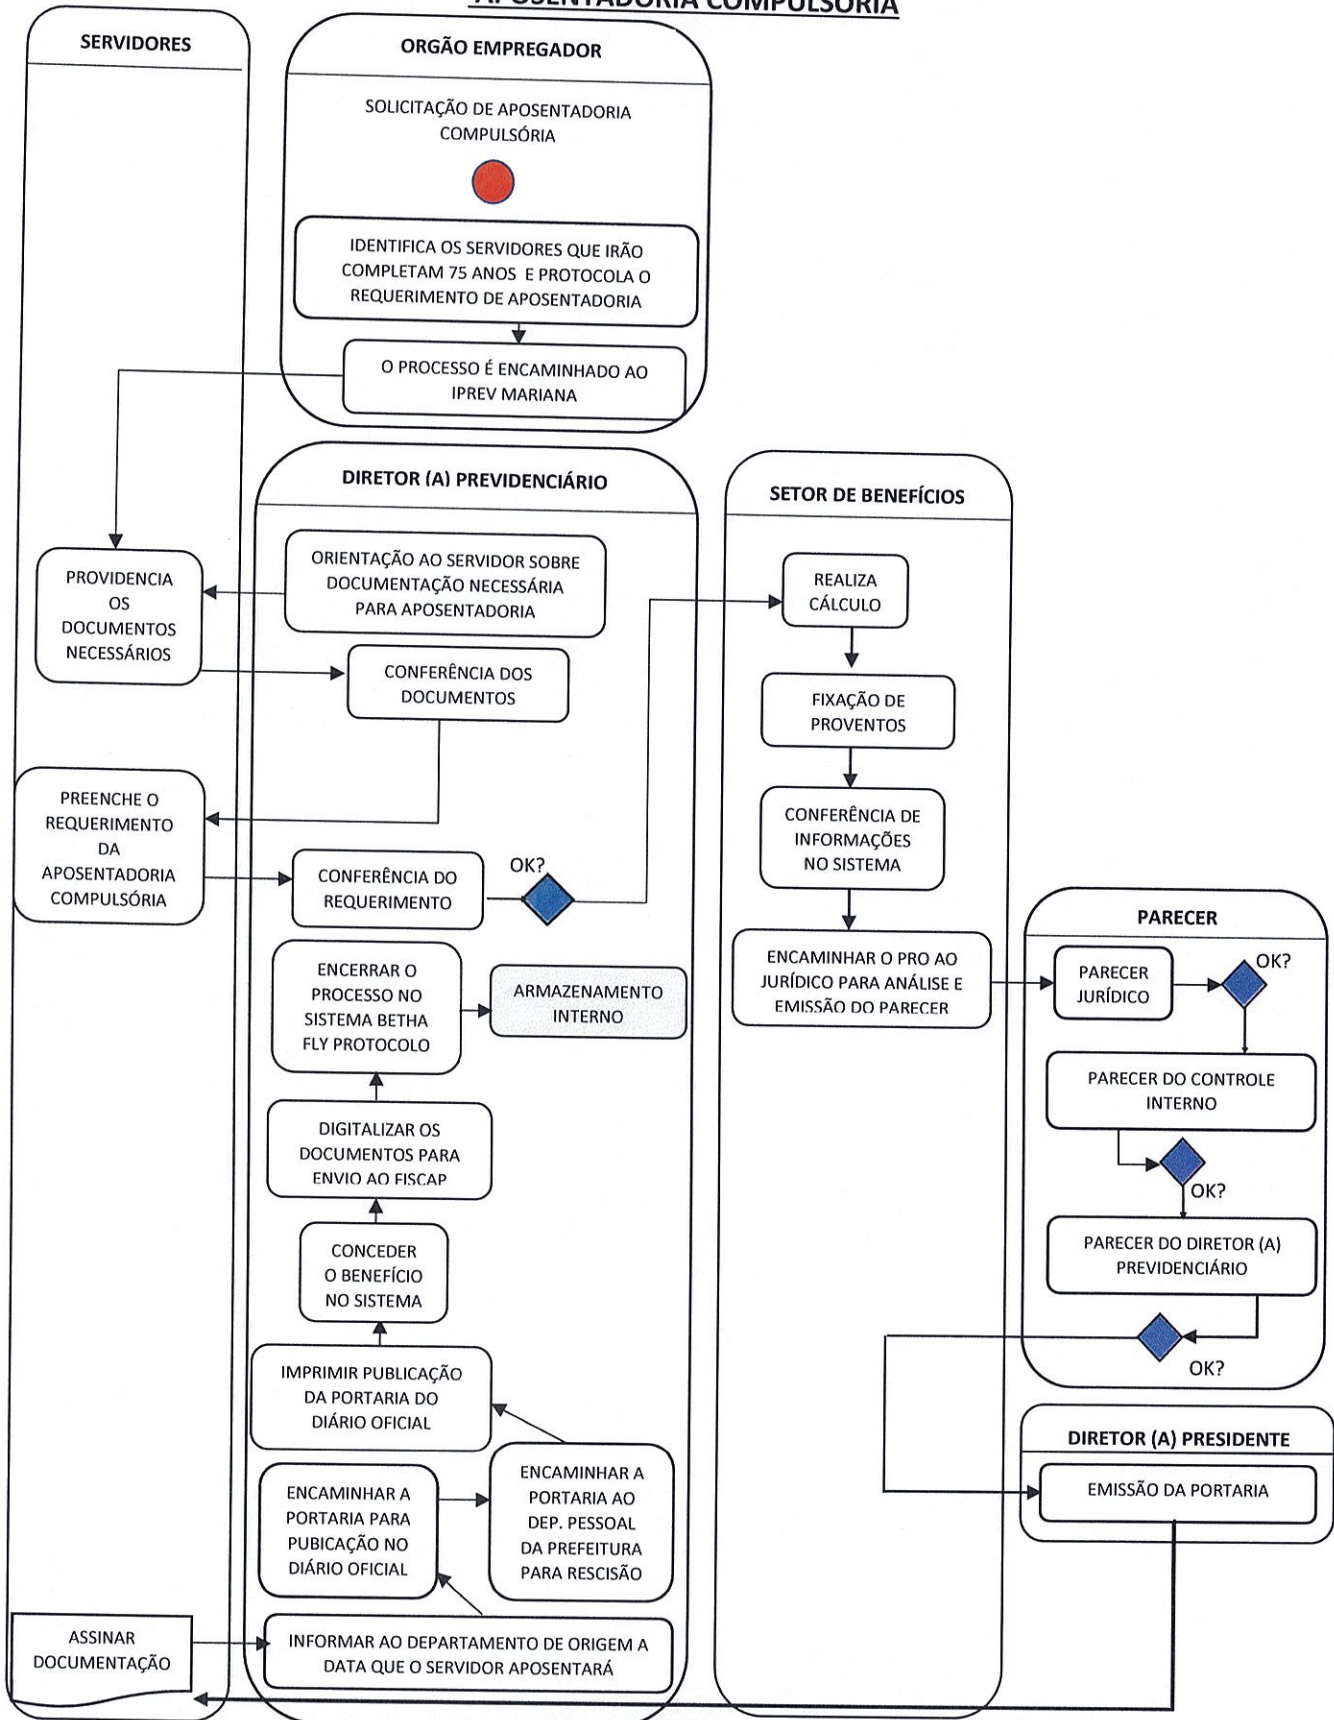 APOSENTADORIA COMPULSÓRIA
SERVIDORES
ORGÃO EMPREGADOR
SOLICITAÇÃO DE APOSENTADORIA
COMPULSÓRIA
IDENTIFICA OS SERVIDORES QUE IRÃO
COMPLETAM 75 ANOS E PROTOCOLA O
REQUERIMENTO DE APOSENTADORIA
O PROCESSO É ENCAMINHADO AO
IPREV MARIANA
DIRETOR (A) PREVIDENCIÁRIO
SETOR DE BENEFÍCIOS
ORIENTAÇÃO AO SERVIDOR SOBRE
DOCUMENTAÇÃO NECESSÁRIA
PARA APOSENTADORIA
PROVIDENCIA
OS
DOCUMENTOS
NECESSÁRIOS
CONFERÊNCIA DOS
DOCUMENTOS
PREENCHE O
REQUERIMENTO
DA
APOSENTADORIA
COMPULSÓRIA
CONFERÊNCIA DO
REQUERIMENTO
OK?
REALIZA
CÁLCULO
FIXAÇÃO DE
PROVENTOS
CONFERÊNCIA DE
INFORMAÇÕES
NO SISTEMA
ENCAMINHAR O PRO AO
JURÍDICO PARA ANÁLISE E
EMISSÃO DO PARECER
PARECER
PARECER
JURÍDICO
OK?
PARECER DO CONTROLE
INTERNO
OK?
PARECER DO DIRETOR (A)
PREVIDENCIÁRIO
OK?
DIRETOR (A) PRESIDENTE
EMISSÃO DA PORTARIA
ENCERRAR O
PROCESSO NO
SISTEMA BETHA
FLY PROTOCOLO
ARMAZENAMENTO
INTERNO
DIGITALIZAR OS
DOCUMENTOS PARA
ENVIO AO FISCAP
CONCEDER
O BENEFÍCIO
NO SISTEMA
IMPRIMIR PUBLICAÇÃO
DA PORTARIA DO
DIÁRIO OFICIAL
ENCAMINHAR A
PORTARIA PARA
PUBICAÇÃO NO
DIÁRIO OFICIAL
ENCAMINHAR A
PORTARIA AO
DEP. PESSOAL
DA PREFEITURA
PARA RESCISÃO
ASSINAR
DOCUMENTAÇÃO
INFORMAR AO DEPARTAMENTO DE ORIGEM A
DATA QUE O SERVIDOR APOSENTARÁ